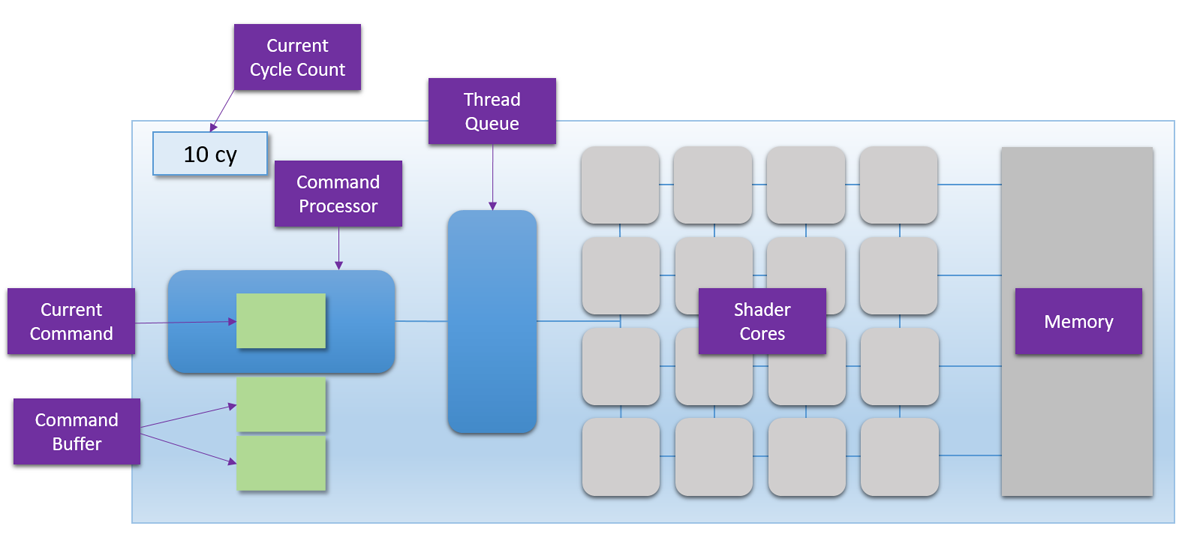 Current
Cycle Count
Thread
Queue
10 cy
Command
Processor
Current
Command
Shader
Cores
Memory
Command
Buffer